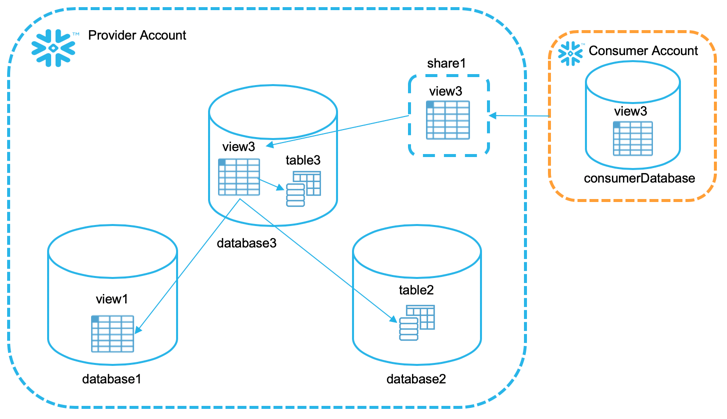 Provider Account
Consumer Account
share1
view3
view3
view3
table3
consumerDatabase
database3
view1
table2
database1
database2